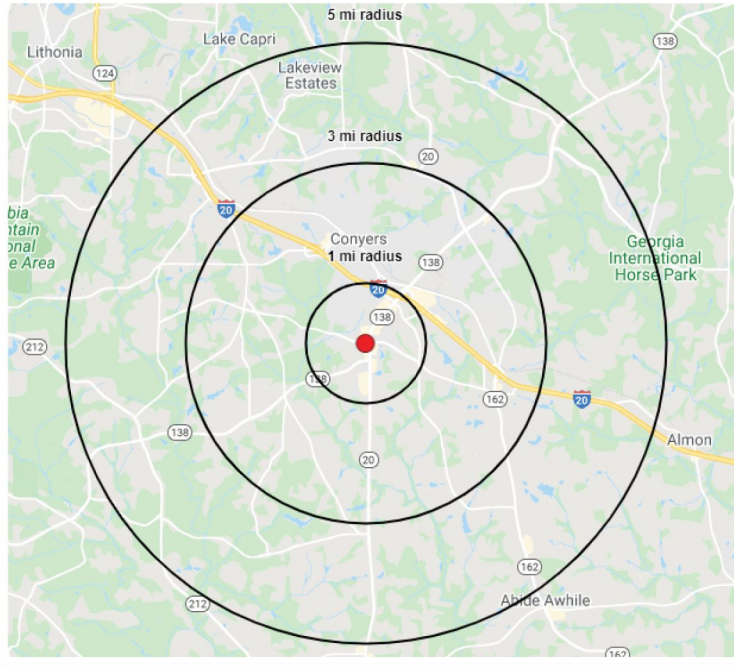 5 mi radius
138
Lithonia
Lake Capri
124
Lakeview
Estates
3 mi radius
20
20
bia
ntain
onal
e Area
Conyers
1 mi radius
138
Georgia
International
Horse Park
20
138
212
138
162
20
138
Almon
20
162
212
Abide Awhile
162